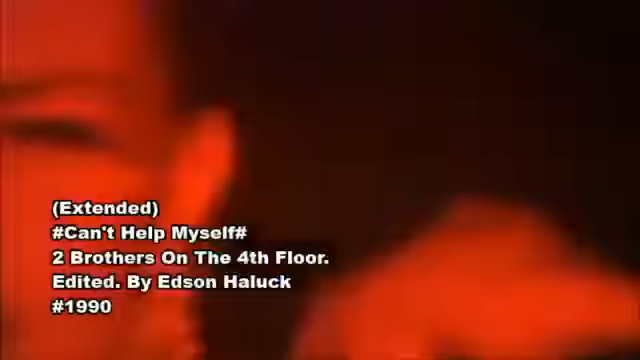 (Extended)
#Can't Help Myself#
2 Brothers On The 4th Floor.
Edited. By Edson Haluck
#1990